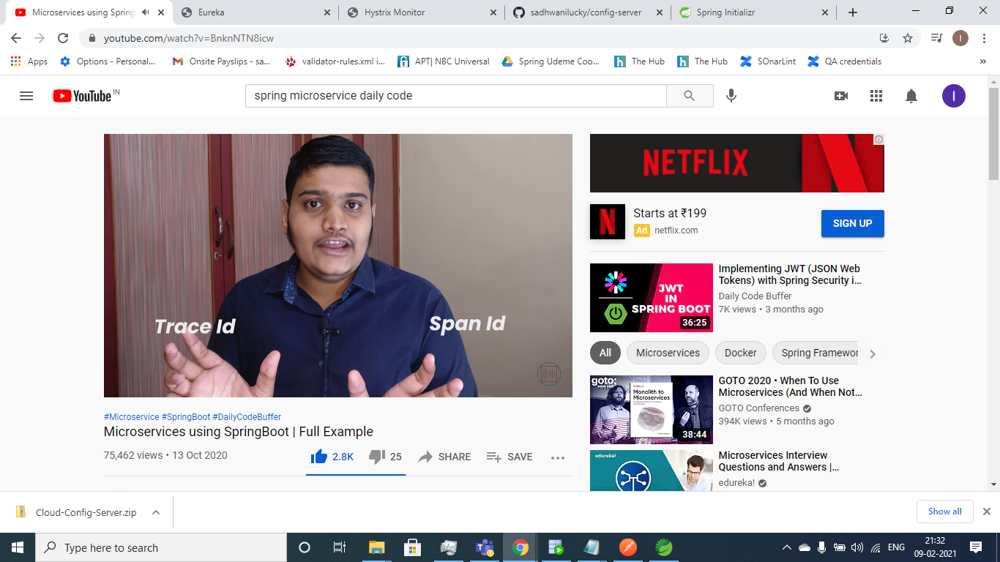 Microservices using Spring
Eureka
Hystrix Monitor
sadhwanilucky/config-server
Spring Initializr
youtube.com/watch?v=BnknNTN8icw
I
Apps
Options - Personal...
Onsite Payslips - sa...
validator-rules.xml i...
APT| NBC Universal
Spring Udeme Coo...
The Hub
The Hub
SOnarLint
QA credentials
»
YouTube IN
spring microservice daily code
I
Trace Id
Span Id
NETFLIX
N
Starts at ₹199
Ad netflix.com
SIGN UP
JWT
IN
SPRING BOOT
36:25
Implementing JWT (JSON Web
Tokens) with Spring Security i...
Daily Code Buffer
7K views • 3 months ago
All
Microservices
Docker
Spring Framewor
goto;
book club
O'REILLY
Monolith to
Microservices
38:44
GOTO 2020 • When To Use
Microservices (And When Not...
GOTO Conferences
394K views • 5 months ago
edureka!
Microservices Interview
Questions and Answers |...
edureka!
#Microservice #SpringBoot #DailyCodeBuffer
Microservices using SpringBoot | Full Example
75,462 views • 13 Oct 2020
2.8K
25
SHARE
SAVE
Cloud-Config-Server.zip
Show all
Type here to search
ENG
21:32
09-02-2021